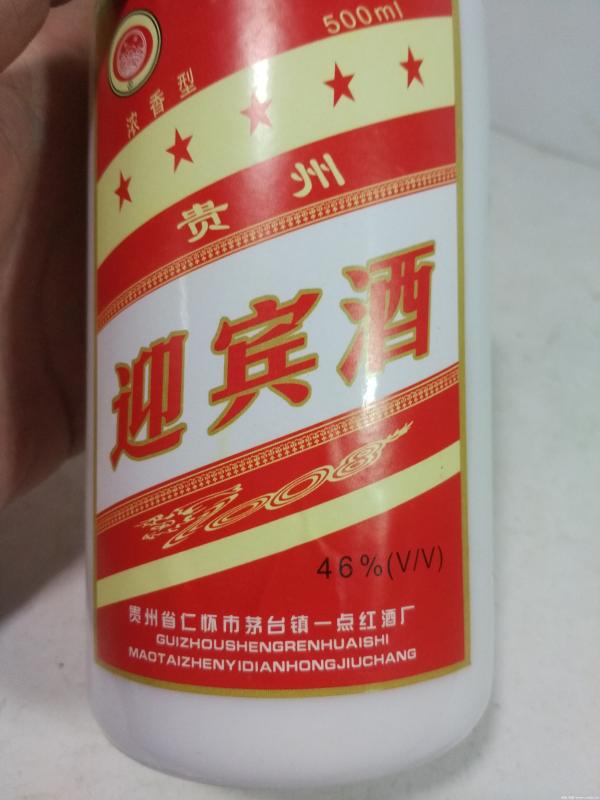 500ml
浓香型
贵州
迎宾酒
2008
46%(V/V)
贵州省仁怀市茅台镇一点红酒厂
GUIZHOUSHENGRENHUAISHI
MAOTAIZHENYIDIANHONGJIUCHANG